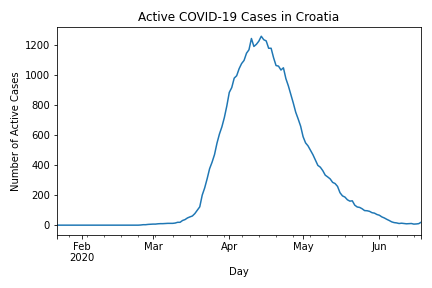 Active COVID-19 Cases in Croatia
Number of Active Cases
1200
1000
800
600
400
200
0
Feb
2020
Mar
Apr
May
Jun
Day